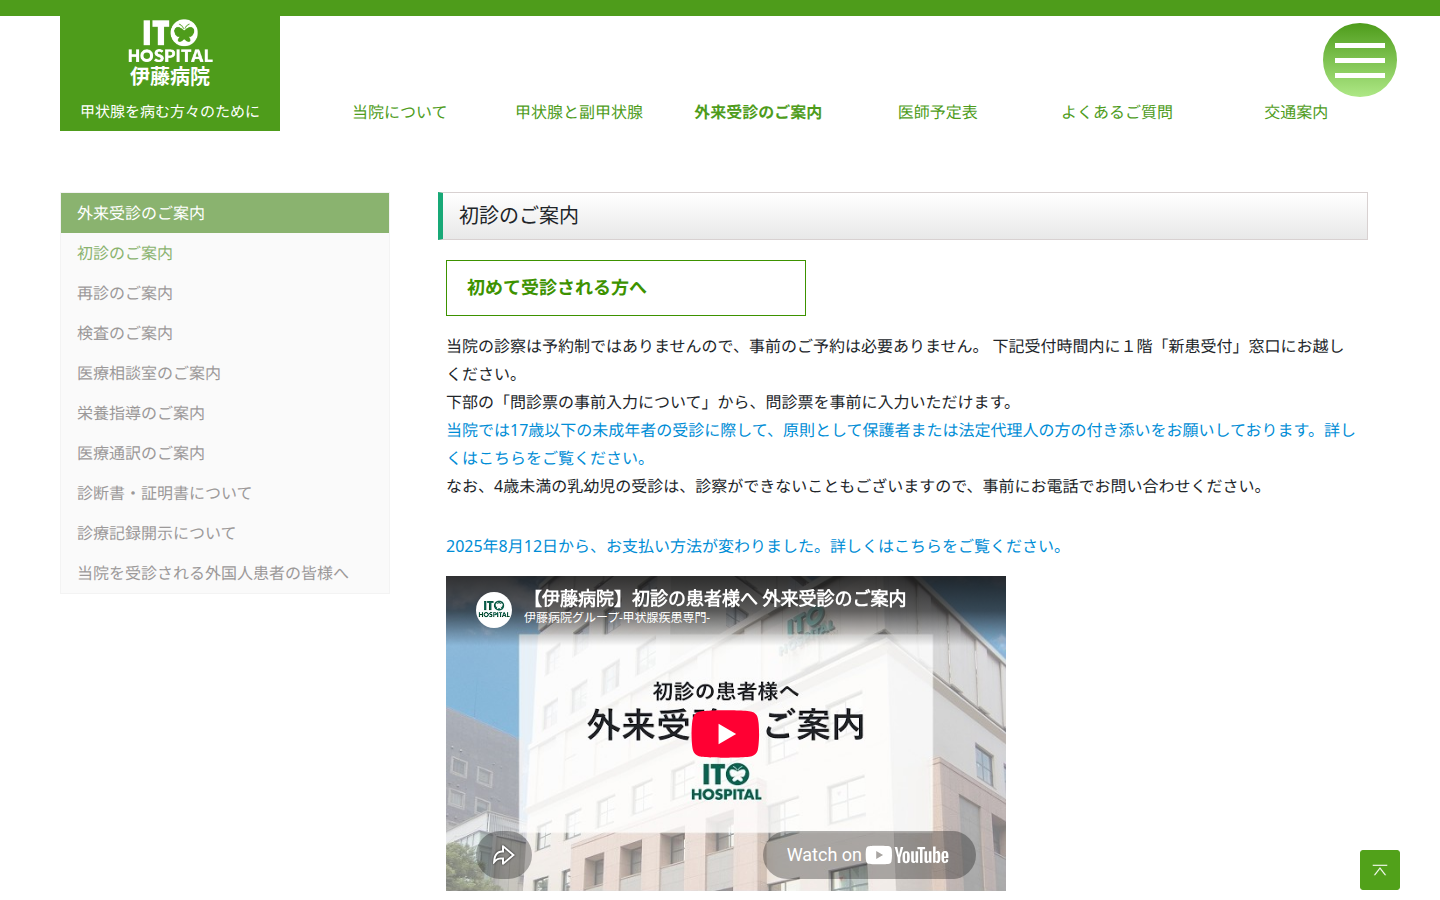 ITO
HOSPITAL
伊藤病院
甲状腺を病む方々のために
当院について
甲状腺と副甲状腺
外来受診のご案内
医師予定表
よくあるご質問
交通案内
外来受診のご案内
初診のご案内
再診のご案内
検査のご案内
医療相談室のご案内
栄養指導のご案内
医療通訳のご案内
診断書・証明書について
診療記録開示について
当院を受診される外国人患者の皆様へ
初診のご案内
初めて受診される方へ
当院の診察は予約制ではありませんので、事前のご予約は必要ありません。 下記受付時間内に１階「新患受付」窓口にお越し
ください。
下部の「問診票の事前入力について」から、問診票を事前に入力いただけます。
当院では17歳以下の未成年者の受診に際して、原則として保護者または法定代理人の方の付き添いをお願いしております。詳し
くはこちらをご覧ください。
なお、4歳未満の乳幼児の受診は、診察ができないこともございますので、事前にお電話でお問い合わせください。
2025年8月12日から、お支払い方法が変わりました。詳しくはこちらをご覧ください。
ITO
HOSPITAL
【伊藤病院】初診の患者様へ 外来受診のご案内
伊藤病院グループ-甲状腺疾患専門-
ITO
HOSPITAL
初診の患者様へ
外来受 ご案内
ITO
HOSPITAL
Watch on YouTube